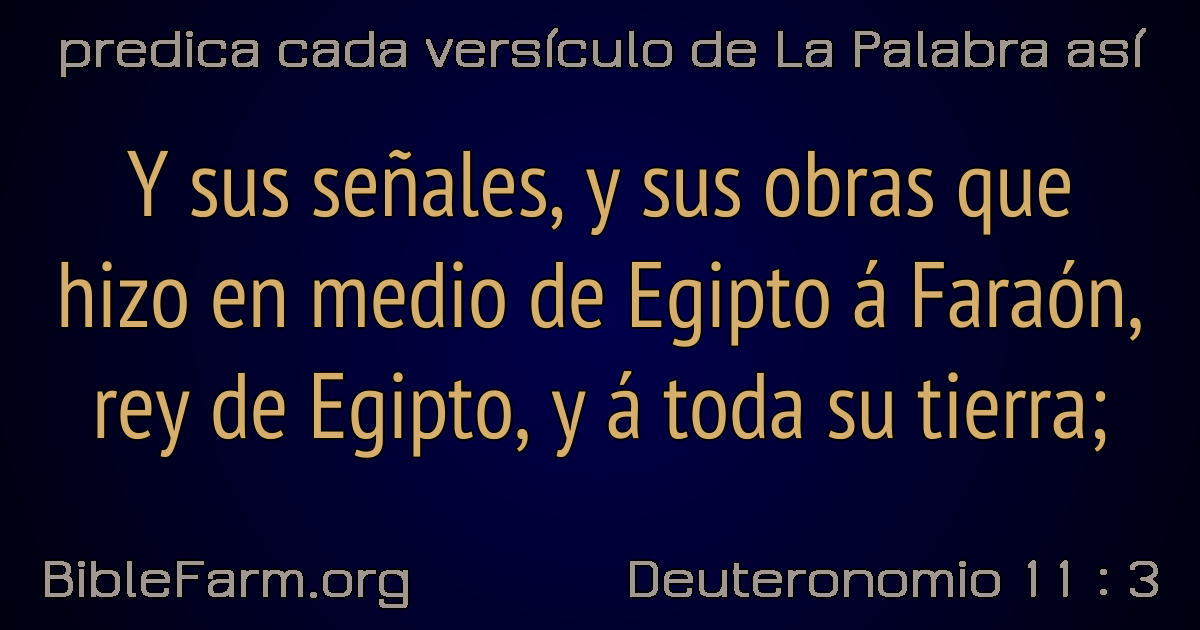 predica cada versículo de La Palabra así
Y sus señales, y sus obras que
hizo en medio de Egipto á Faraón,
rey de Egipto, y á toda su tierra;
BibleFarm.org
Deuteronomio 11 : 3